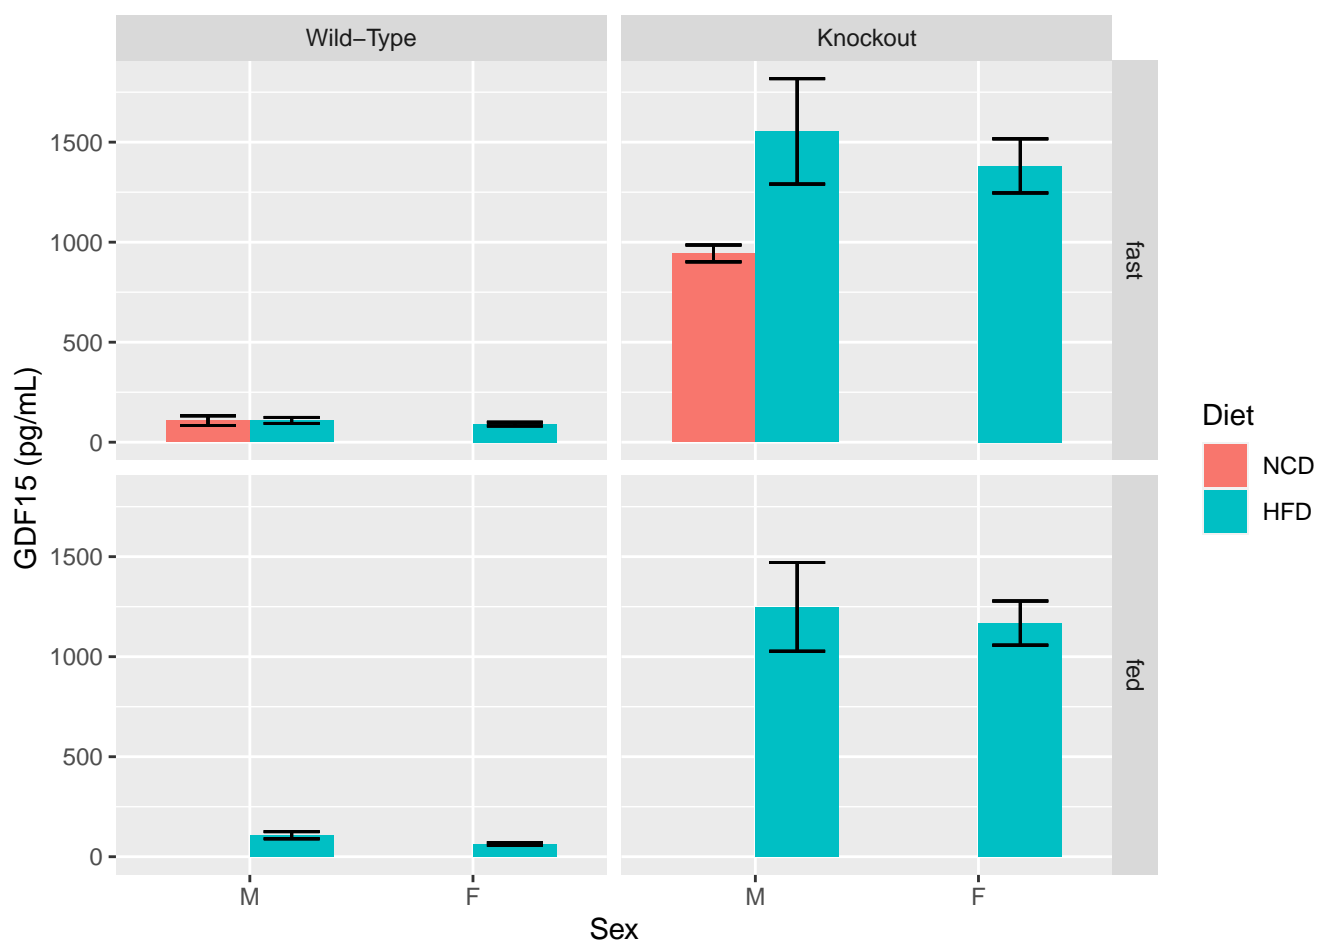 Wild−Type
Knockout
1500
1000
500
0
fast
GDF15 (pg/mL)
1500
1000
500
0
fed
M
F
M
F
Sex
Diet
NCD
HFD